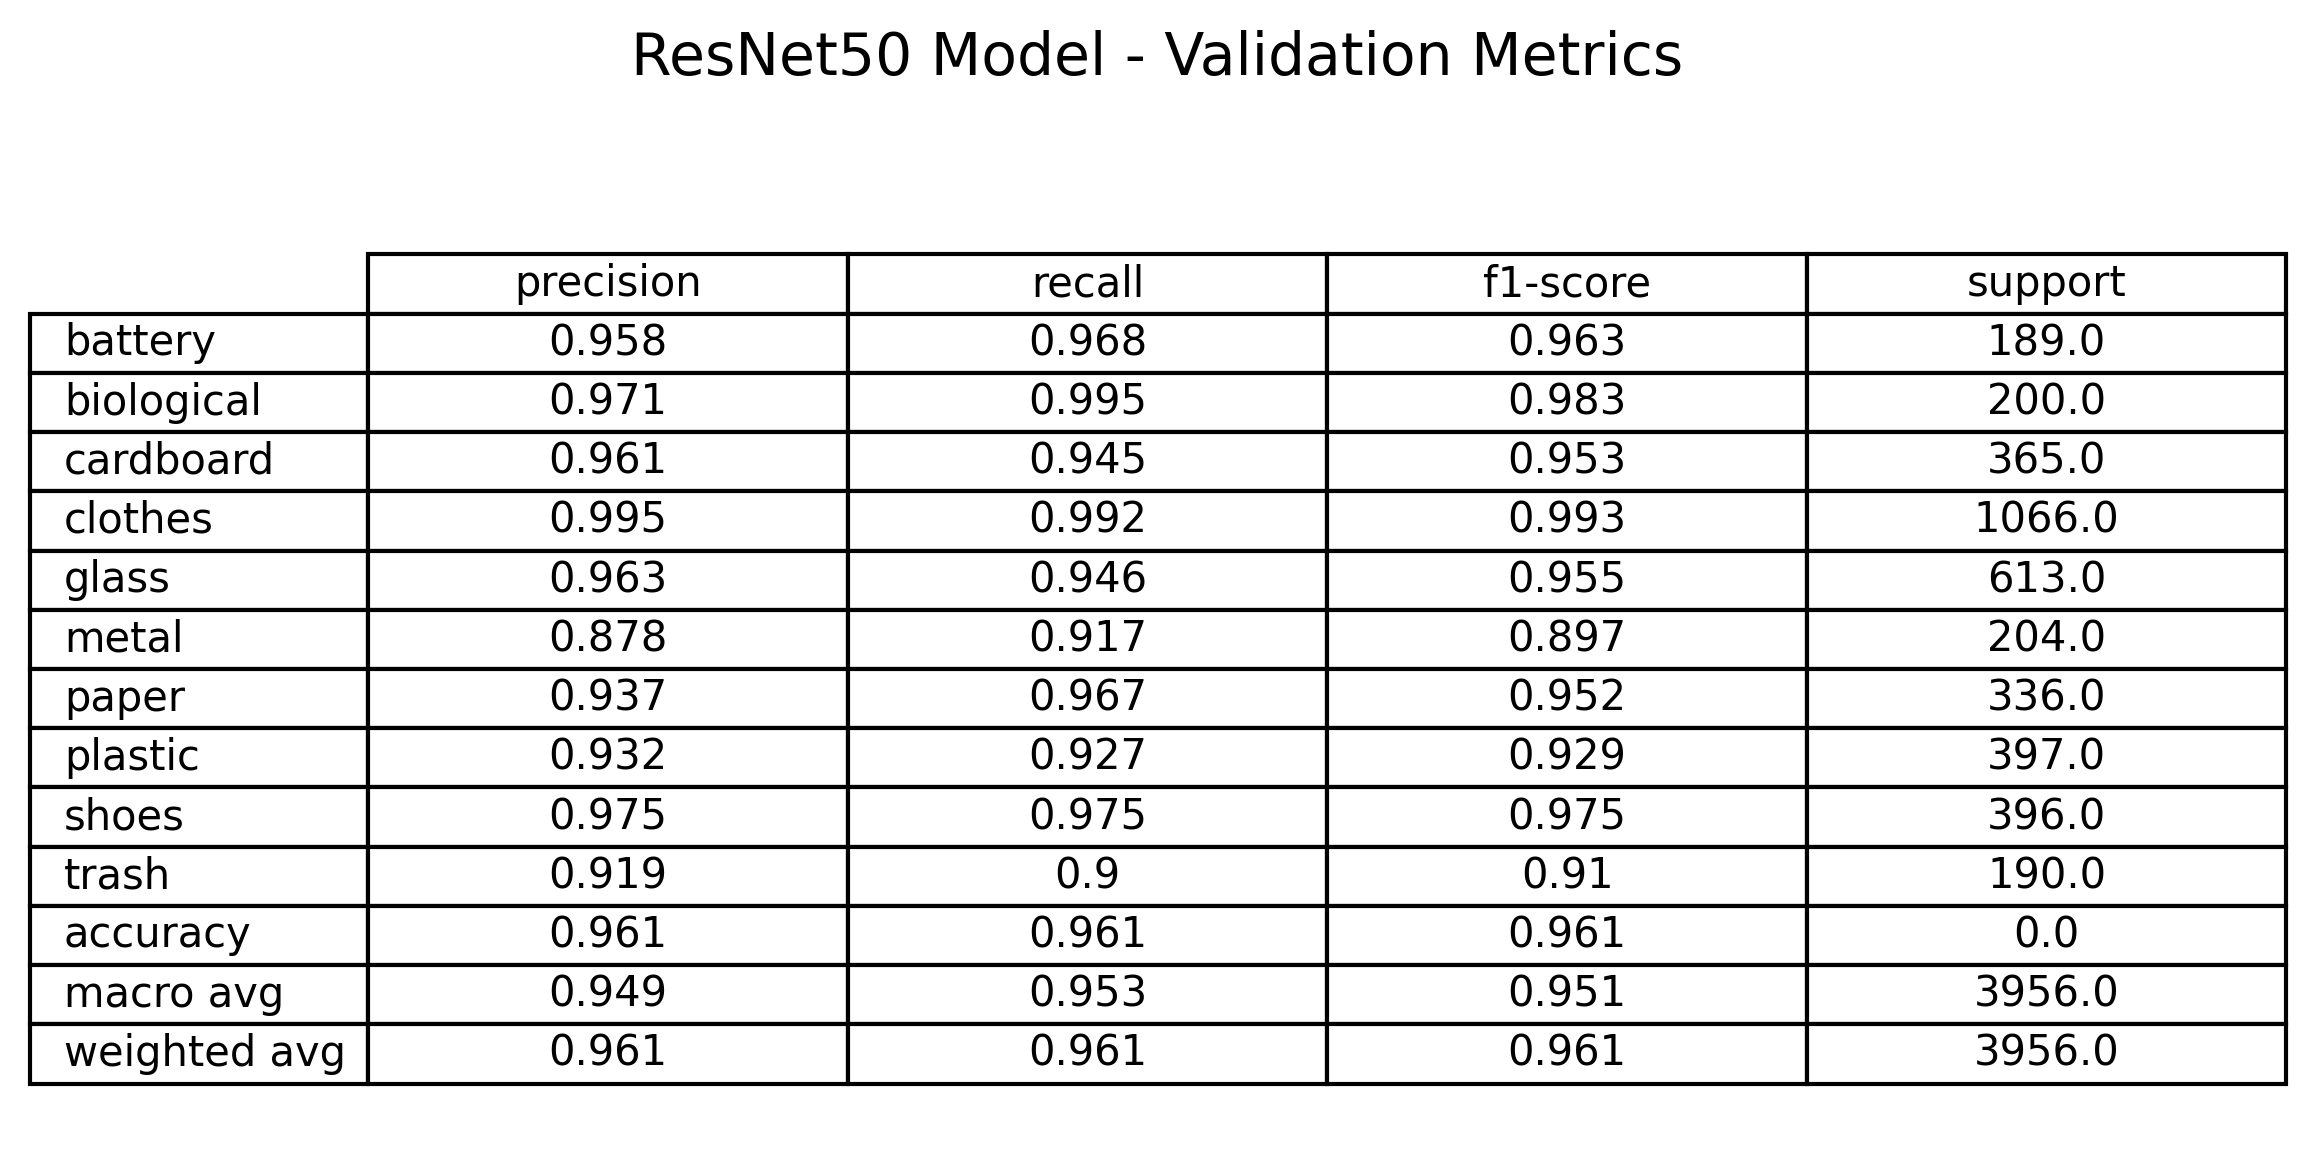 ResNet50 Model - Validation Metrics
precision recall f1-score support
battery 0.958 0.968 0.963 189.0
biological 0.971 0.995 0.983 200.0
cardboard 0.961 0.945 0.953 365.0
clothes 0.995 0.992 0.993 1066.0
glass 0.963 0.946 0.955 613.0
metal 0.878 0.917 0.897 204.0
paper 0.937 0.967 0.952 336.0
plastic 0.932 0.927 0.929 397.0
shoes 0.975 0.975 0.975 396.0
trash 0.919 0.9 0.91 190.0
accuracy 0.961 0.961 0.961 0.0
macro avg 0.949 0.953 0.951 3956.0
weighted avg 0.961 0.961 0.961 3956.0